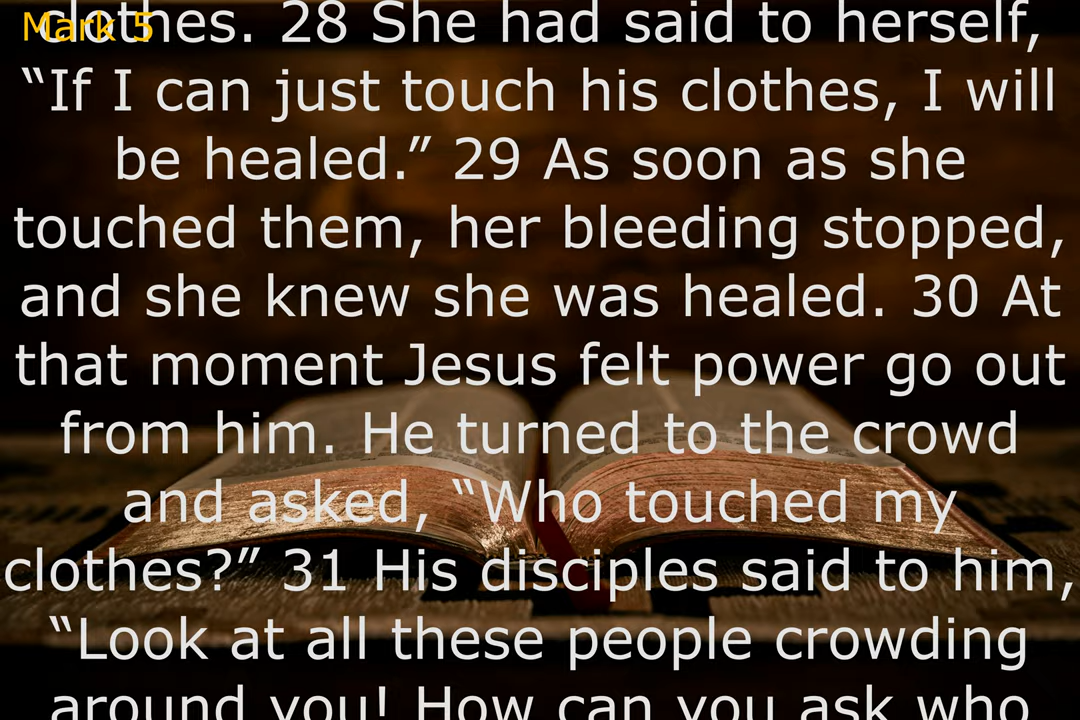 Mark 5
clothes. 28 She had said to herself,
“If I can just touch his clothes, I will
be healed.” 29 As soon as she
touched them, her bleeding stopped,
and she knew she was healed. 30 At
that moment Jesus felt power go out
from him. He turned to the crowd
and asked, “Who touched my
clothes?” 31 His disciples said to him,
“Look at all these people crowding
around you! How can you ask who